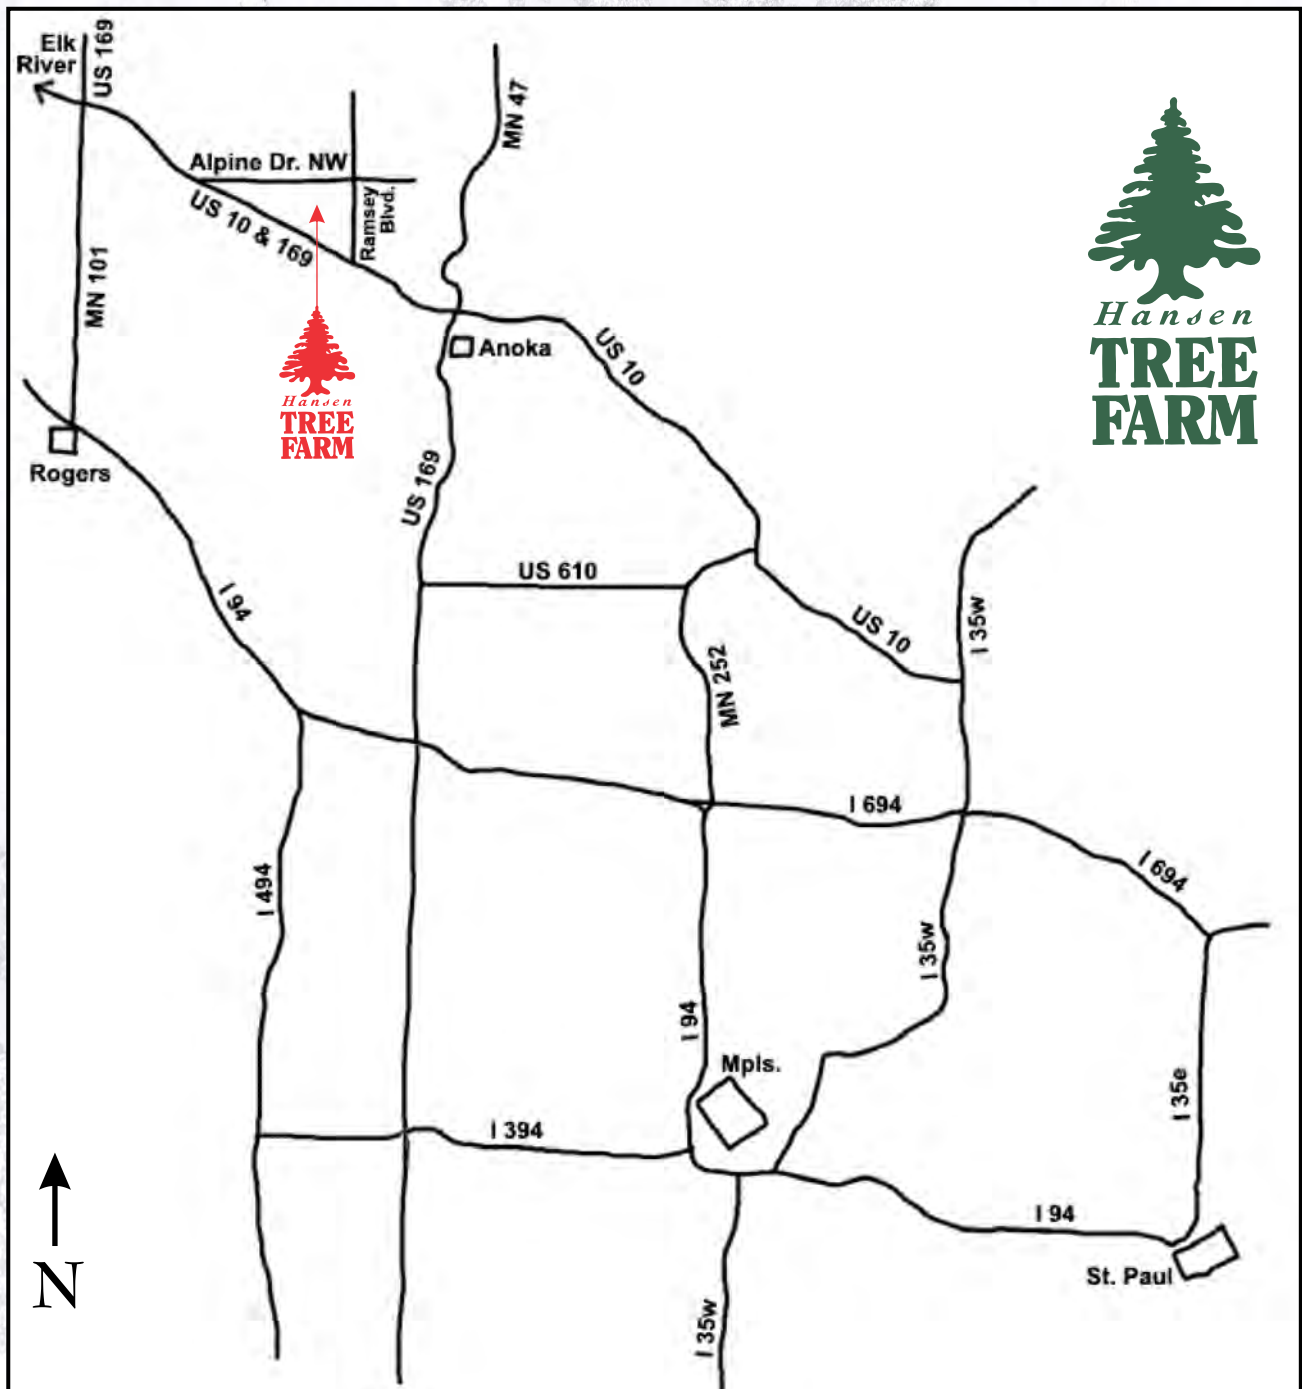 Elk
River
US 169
MN 47
Alpine Dr. NW
Ramsey
Blvd.
US 10 & 169
MN 101
Hansen
TREE
FARM
Anoka
US 10
Hansen
TREE
FARM
Rogers
US 169
I 94
US 610
US 10
I 35w
MN 252
I 694
I 694
I 494
I 35w
I 94
Mpls.
I 35e
I 394
I 94
St. Paul
N
I 35w